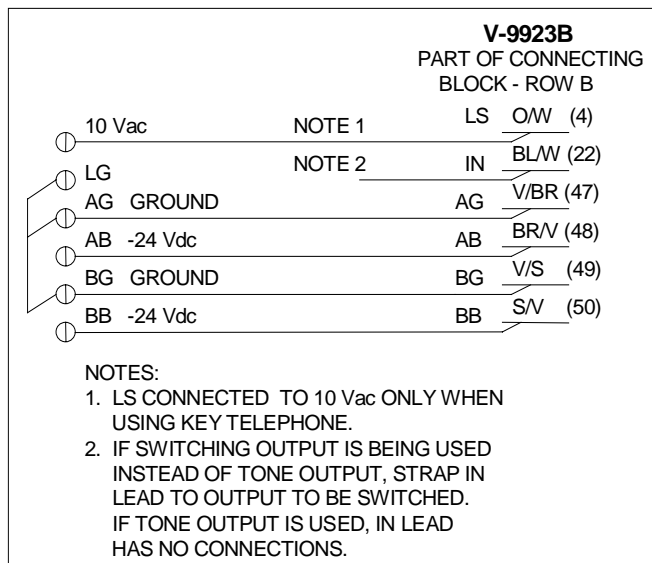 V-9923B
PART OF CONNECTING
BLOCK - ROW B
10 Vac NOTE 1 LS O/W (4)
LG NOTE 2 IN BL/W (22)
AG GROUND AG V/BR (47)
AB -24 Vdc AB BR/V (48)
BG GROUND BG V/S (49)
BB -24 Vdc BB S/V (50)
NOTES:
1. LS CONNECTED TO 10 Vac ONLY WHEN
USING KEY TELEPHONE.
2. IF SWITCHING OUTPUT IS BEING USED
INSTEAD OF TONE OUTPUT, STRAP IN
LEAD TO OUTPUT TO BE SWITCHED.
IF TONE OUTPUT IS USED, IN LEAD
HAS NO CONNECTIONS.